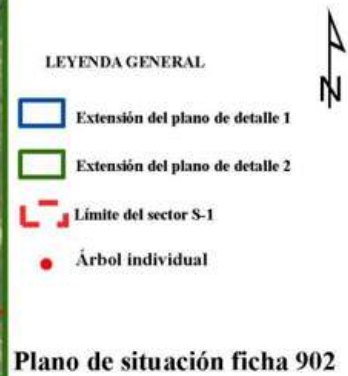 N
LEYENDA GENERAL
Extensión del plano de detalle 1
Extensión del plano de detalle 2
Límite del sector S-1
Árbol individual
Plano de situación ficha 902